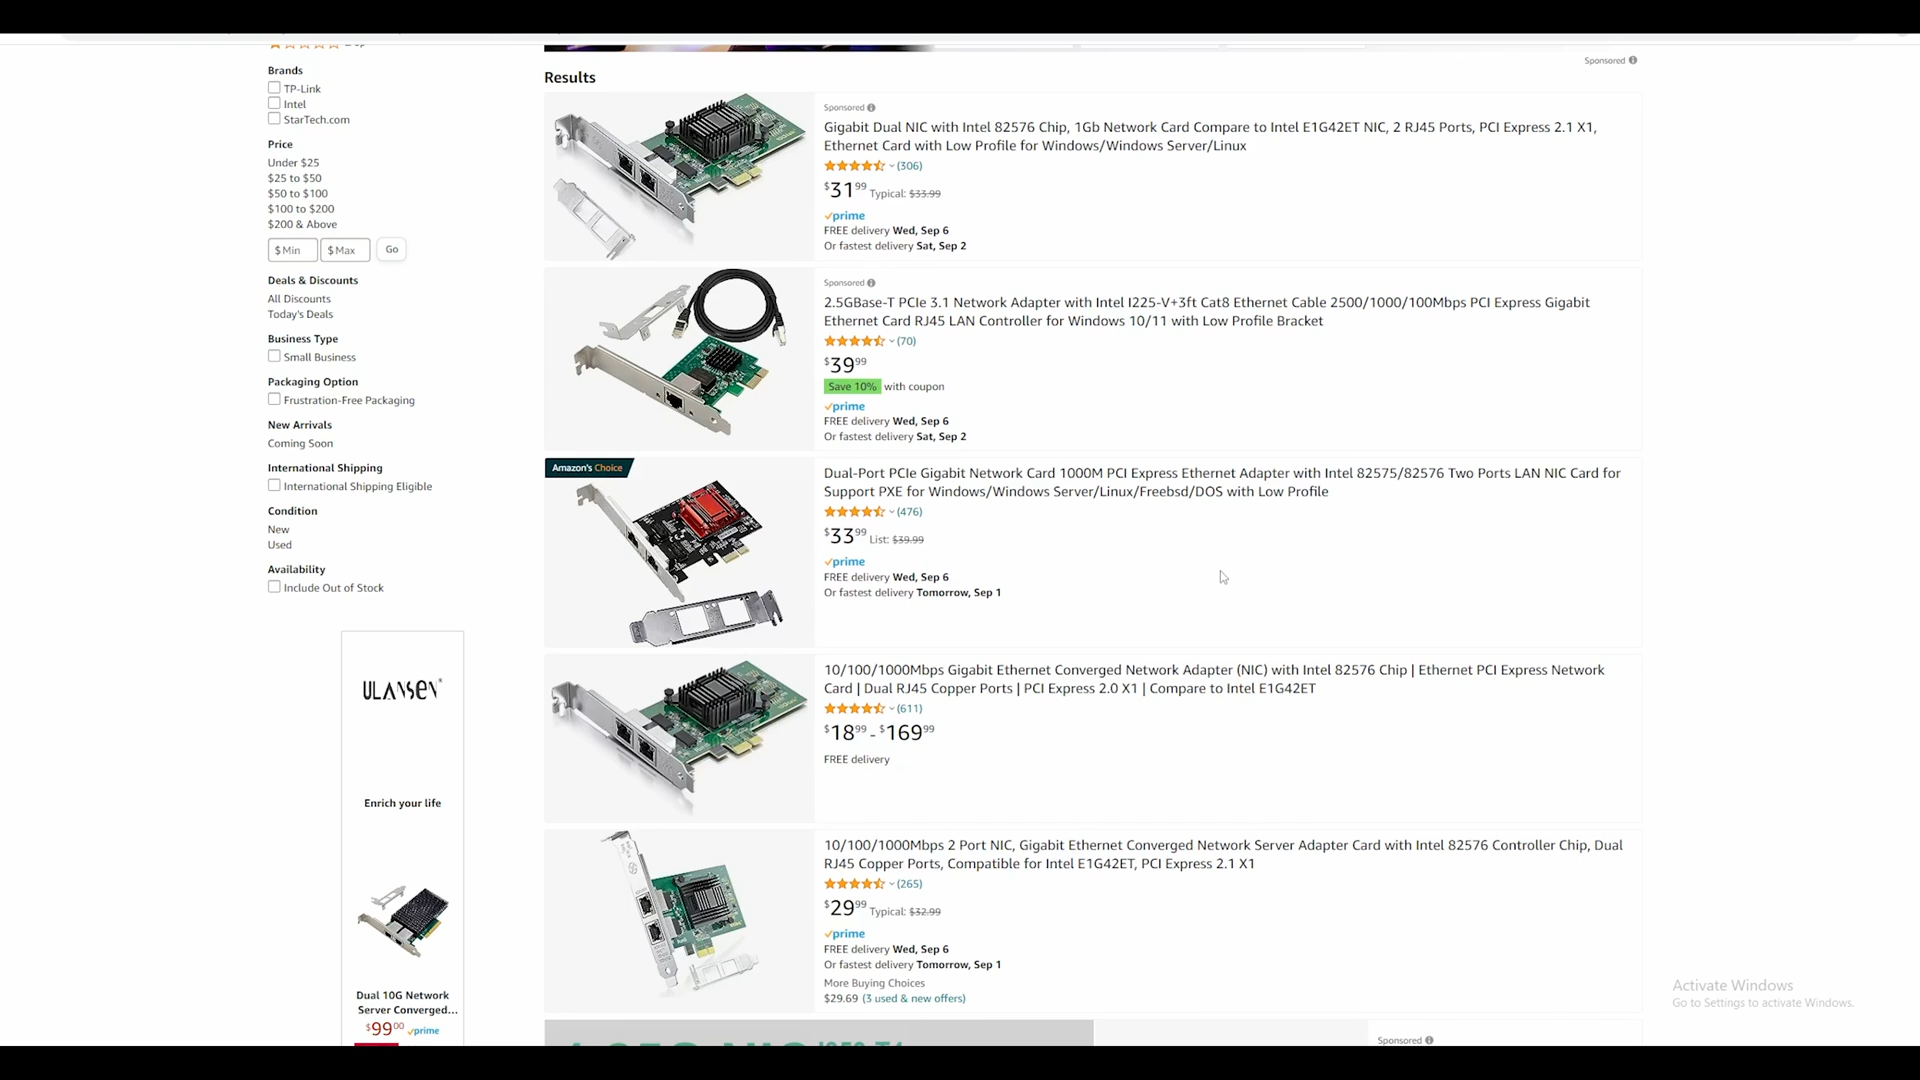 Brands
TP-Link
Intel
StarTech.com
Price
Under $25
$25 to $50
$50 to $100
$100 to $200
$200 & Above
$ Min $ Max Go
Deals & Discounts
All Discounts
Today's Deals
Business Type
Small Business
Packaging Option
Frustration-Free Packaging
New Arrivals
Coming Soon
International Shipping
International Shipping Eligible
Condition
New
Used
Availability
Include Out of Stock
ULANSEN
Enrich your life
Dual 10G Network
Server Converged...
$99.00 prime
Sponsored
Results
Sponsored
Gigabit Dual NIC with Intel 82576 Chip, 1Gb Network Card Compare to Intel E1G42ET NIC, 2 RJ45 Ports, PCI Express 2.1 X1,
Ethernet Card with Low Profile for Windows/Windows Server/Linux
(306)
$31.99 Typical: $33.99
prime
FREE delivery Wed, Sep 6
Or fastest delivery Sat, Sep 2
Sponsored
2.5GBase-T PCIe 3.1 Network Adapter with Intel I225-V+3ft Cat8 Ethernet Cable 2500/1000/100Mbps PCI Express Gigabit
Ethernet Card RJ45 LAN Controller for Windows 10/11 with Low Profile Bracket
(70)
$39.99
Save 10% with coupon
prime
FREE delivery Wed, Sep 6
Or fastest delivery Sat, Sep 2
Amazon's Choice
Dual-Port PCIe Gigabit Network Card 1000M PCI Express Ethernet Adapter with Intel 82575/82576 Two Ports LAN NIC Card for
Support PXE for Windows/Windows Server/Linux/Freebsd/DOS with Low Profile
(476)
$33.99 List: $39.99
prime
FREE delivery Wed, Sep 6
Or fastest delivery Tomorrow, Sep 1
10/100/1000Mbps Gigabit Ethernet Converged Network Adapter (NIC) with Intel 82576 Chip | Ethernet PCI Express Network
Card | Dual RJ45 Copper Ports | PCI Express 2.0 X1 | Compare to Intel E1G42ET
(611)
$18.99 - $169.99
FREE delivery
10/100/1000Mbps 2 Port NIC, Gigabit Ethernet Converged Network Server Adapter Card with Intel 82576 Controller Chip, Dual
RJ45 Copper Ports, Compatible for Intel E1G42ET, PCI Express 2.1 X1
(265)
$29.99 Typical: $32.99
prime
FREE delivery Wed, Sep 6
Or fastest delivery Tomorrow, Sep 1
More Buying Choices
$29.69 (3 used & new offers)
Activate Windows
Go to Settings to activate Windows.
Sponsored